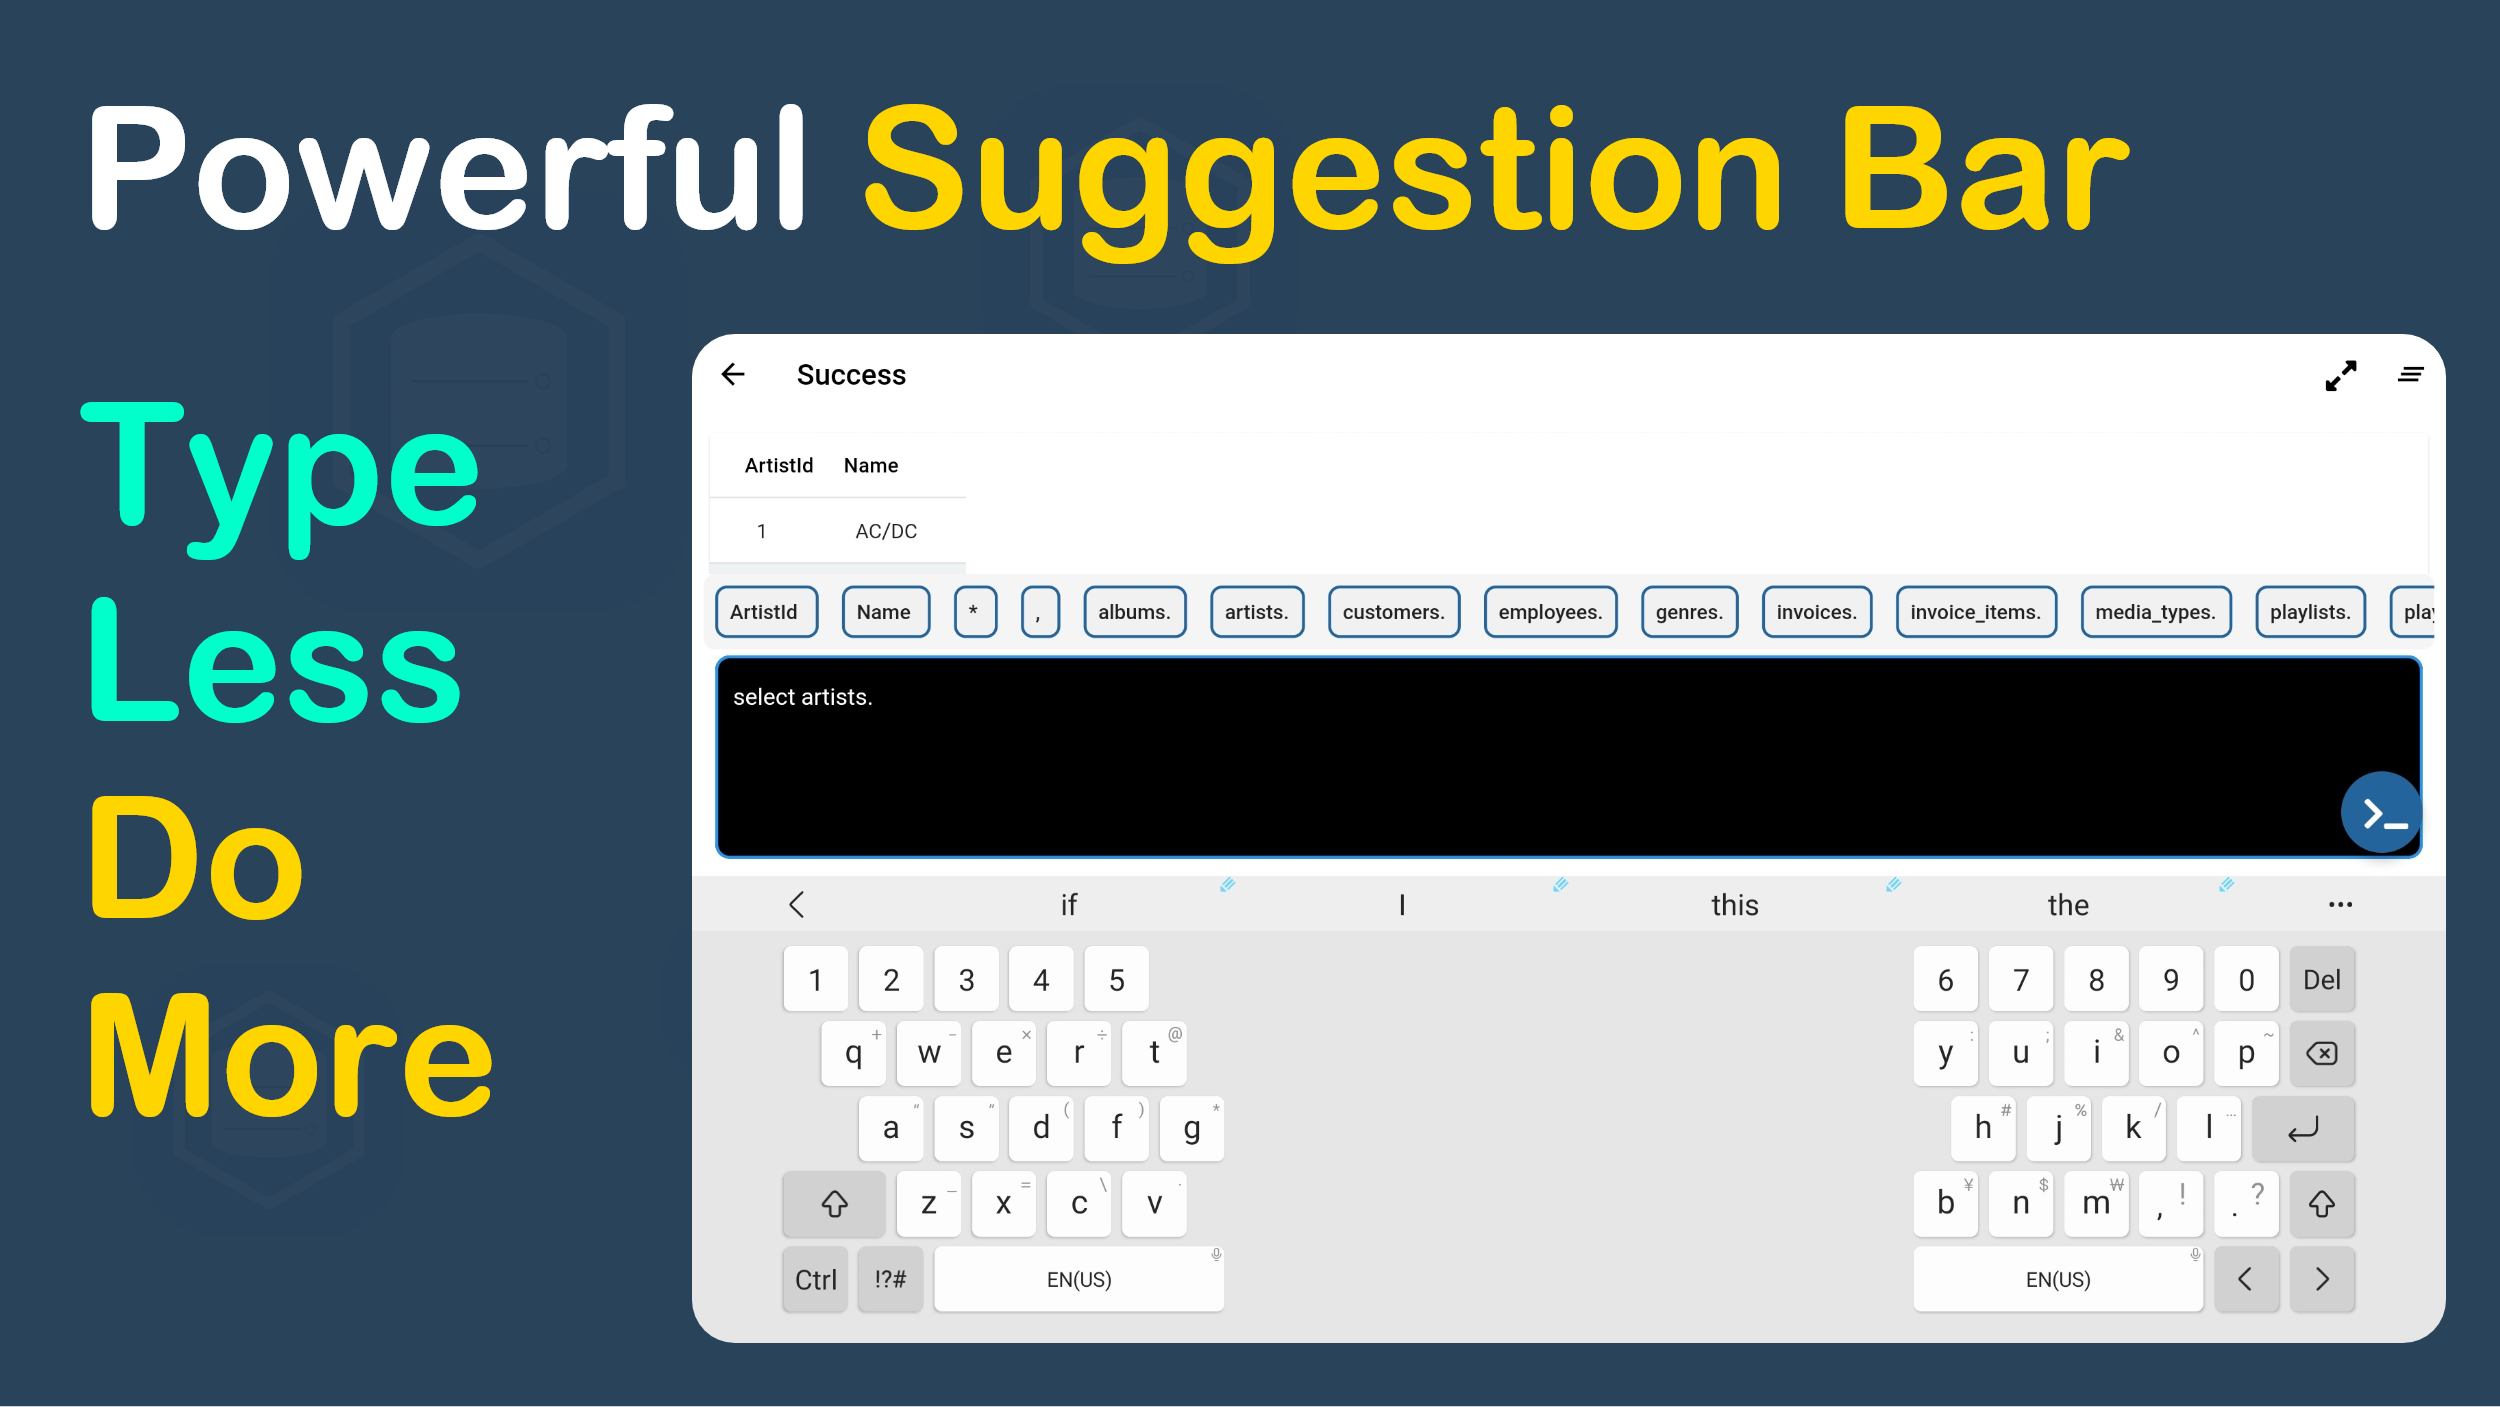 Powerful Suggestion Bar
Type
Less
Do
More
Success
ArtistId Name
1 AC/DC
ArtistId Name * , albums. artists. customers. employees. genres. invoices. invoice_items. media_types. playlists. play
select artists.
>_
if I this the ...
1 2 3 4 5 6 7 8 9 0 Del
q + w - e × r ÷ t @ y : u ; i & o ^ p ~
a " s " d ( f ) g * h # j % k / l ...
z _ x = c \ v · b ¥ n $ m ₩ , ! . ?
Ctrl !?# EN(US) EN(US) < >